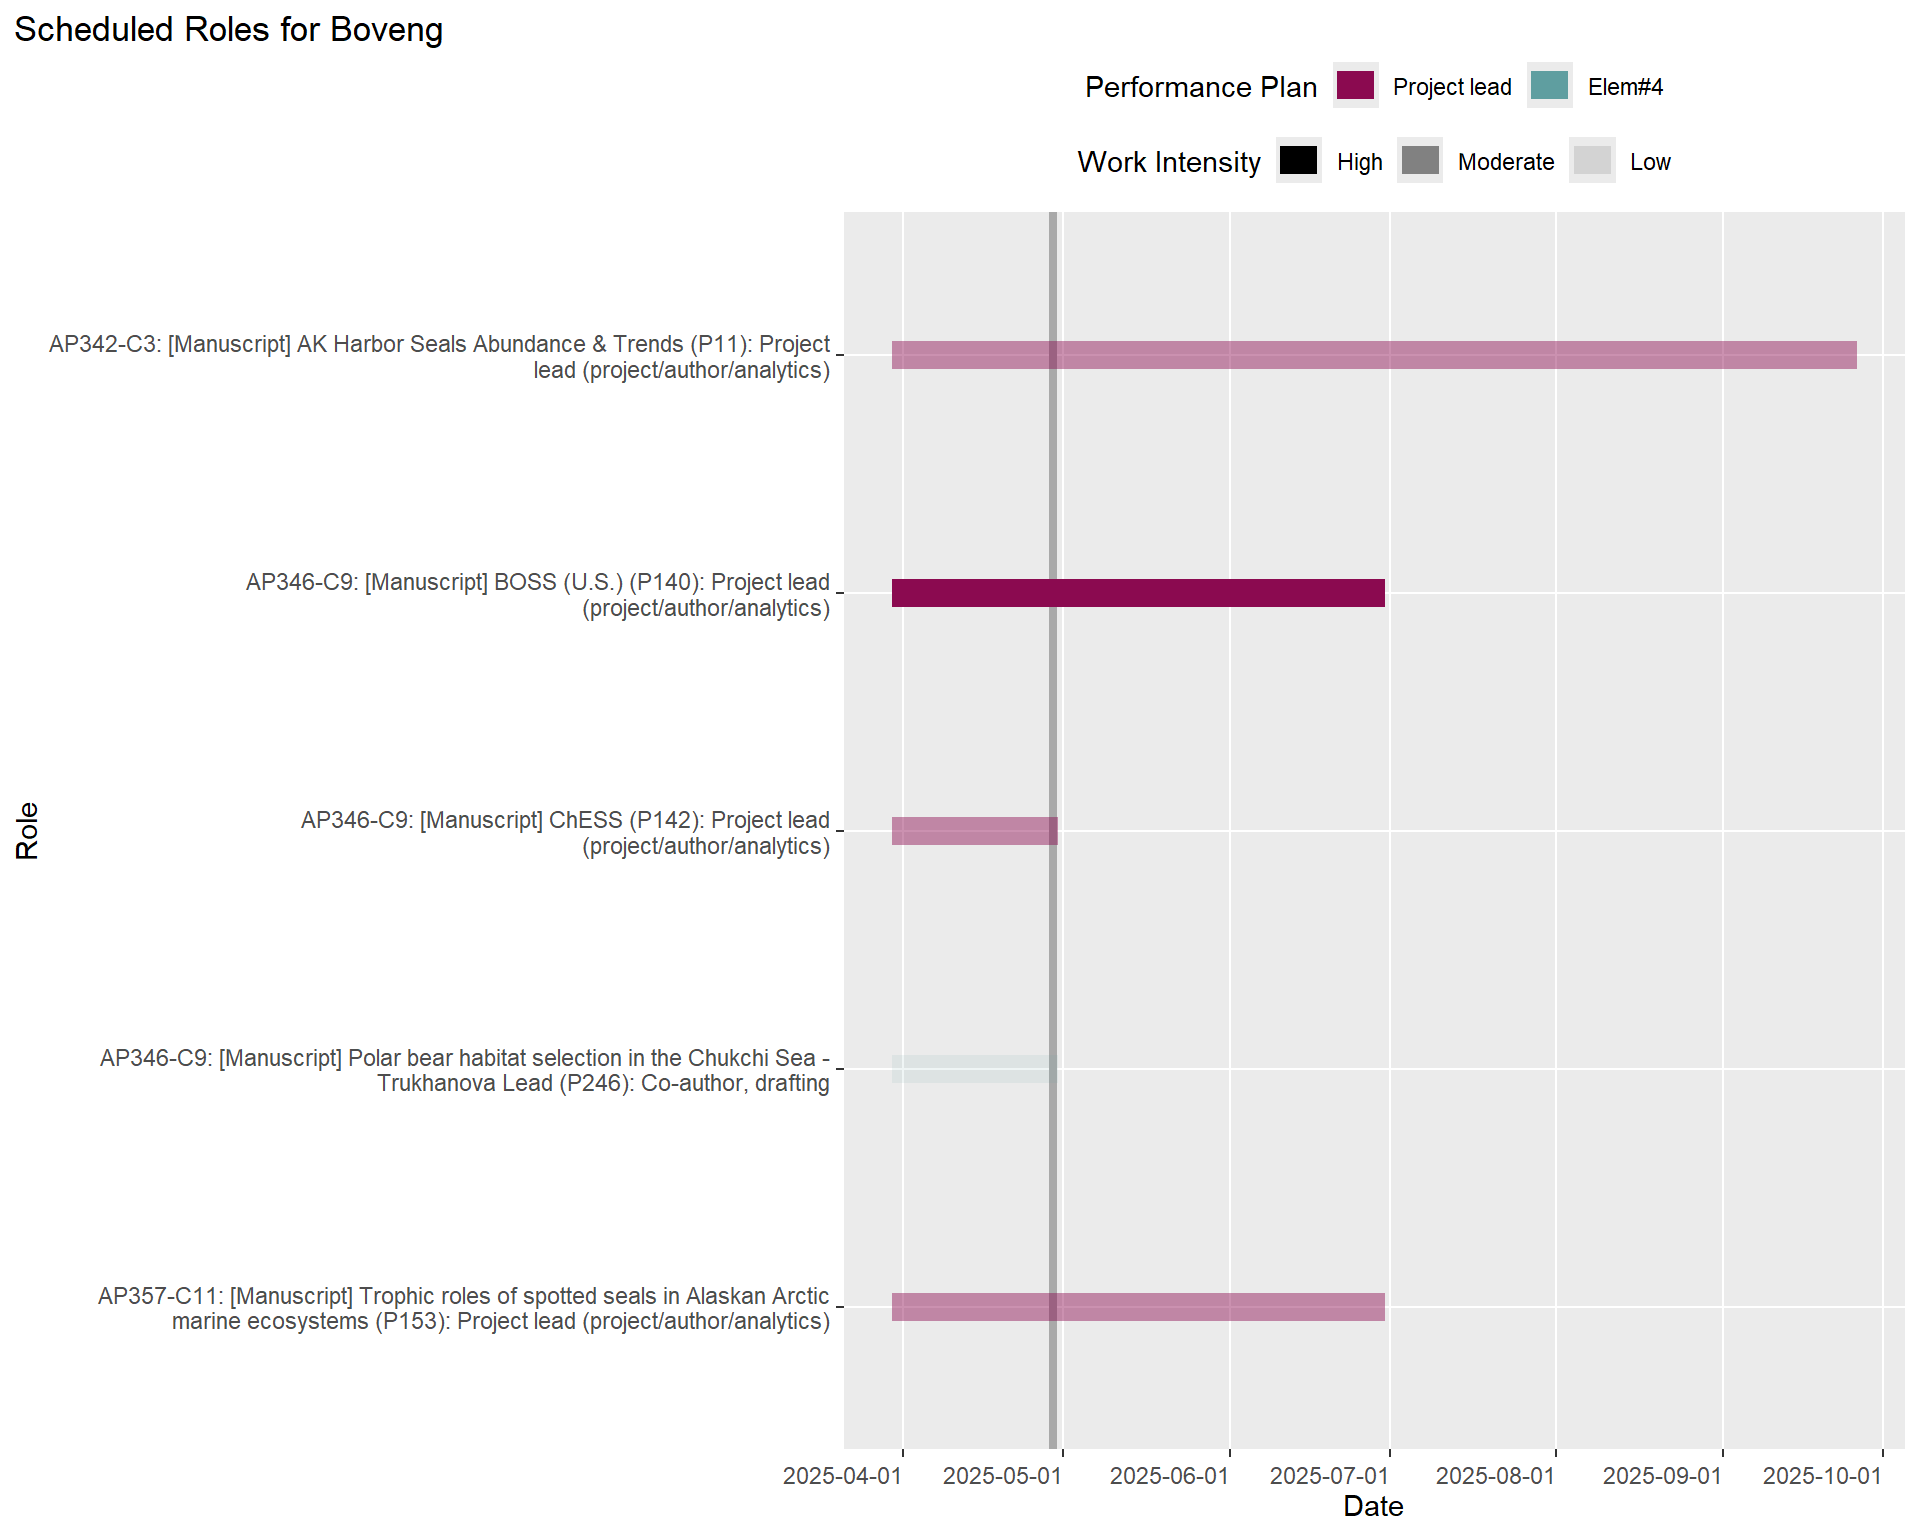 Scheduled Roles for Boveng
Performance Plan Project lead Elem#4
Work Intensity High Moderate Low
AP342-C3: [Manuscript] AK Harbor Seals Abundance & Trends (P11): Project
lead (project/author/analytics)
AP346-C9: [Manuscript] BOSS (U.S.) (P140): Project lead
(project/author/analytics)
AP346-C9: [Manuscript] ChESS (P142): Project lead
(project/author/analytics)
AP346-C9: [Manuscript] Polar bear habitat selection in the Chukchi Sea -
Trukhanova Lead (P246): Co-author, drafting
AP357-C11: [Manuscript] Trophic roles of spotted seals in Alaskan Arctic
marine ecosystems (P153): Project lead (project/author/analytics)
Role
2025-04-01 2025-05-01 2025-06-01 2025-07-01 2025-08-01 2025-09-01 2025-10-01
Date